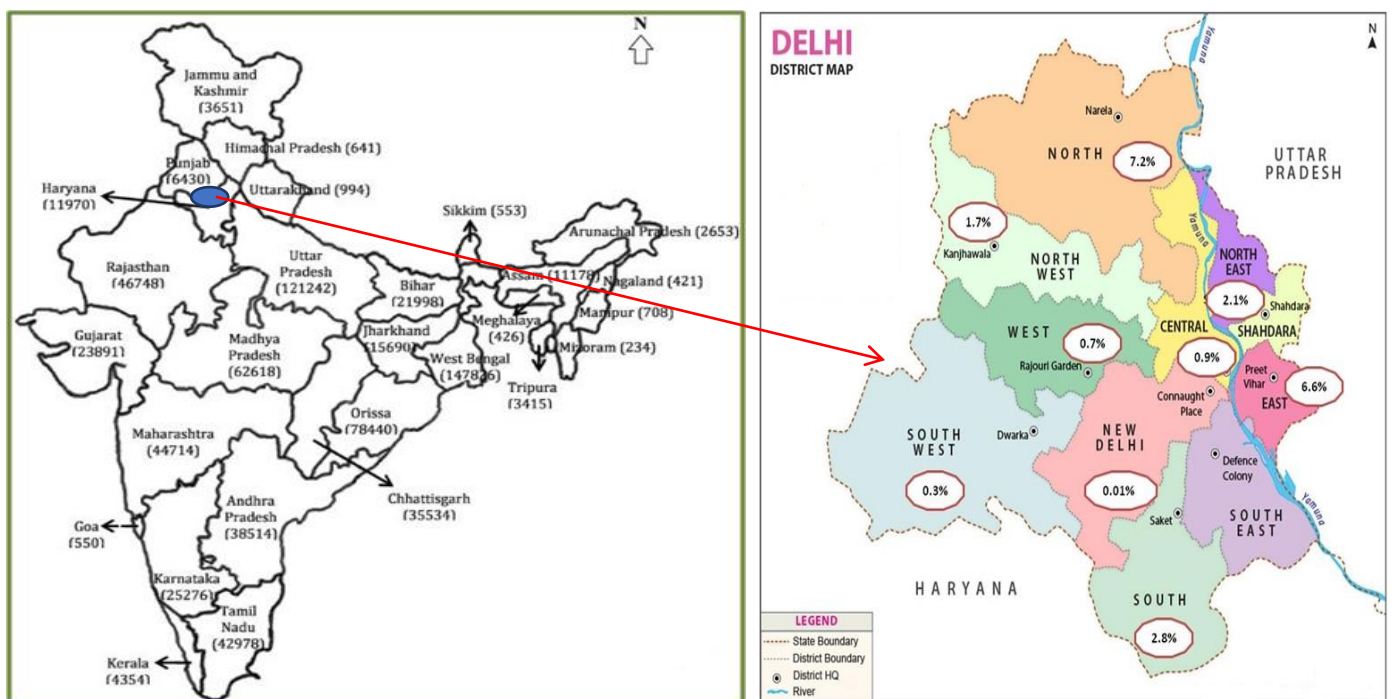 N
Jammu and
Kashmir
(3651)
Himachal Pradesh (641)
Punjab
(6430)
Haryana
(11970)
Uttarakhand (994)
Sikkim (553)
Arunachal Pradesh (2653)
Rajasthan
(46748)
Uttar
Pradesh
(121242)
Assam (11178)
Nagaland (421)
Bihar
(21998)
Meghalaya
(426)
Manipur (708)
Gujarat
(23891)
Madhya
Pradesh
(62618)
Jharkhand
(15690)
West Bengal
(147826)
Mizoram (234)
Tripura
(3415)
Orissa
(78440)
Maharashtra
(44714)
Chhattisgarh
(35534)
Andhra
Pradesh
(38514)
Goa
(550)
Karnataka
(25276)
Tamil
Nadu
(42978)
Kerala
(4354)
DELHI
DISTRICT MAP
N
Yamuna
Narela
NORTH
7.2%
UTTAR
PRADESH
1.7%
Kanjhawala
NORTH
WEST
Yamuna
NORTH
EAST
2.1%
Shahdara
SHAHDARA
WEST
0.7%
Rajouri Garden
CENTRAL
0.9%
Preet
Vihar
EAST
6.6%
Connaught
Place
SOUTH
WEST
Dwarka
NEW
DELHI
Defence
Colony
0.3%
0.01%
Saket
SOUTH
EAST
Yamuna
HARYANA
SOUTH
2.8%
LEGEND
State Boundary
District Boundary
District HQ
River